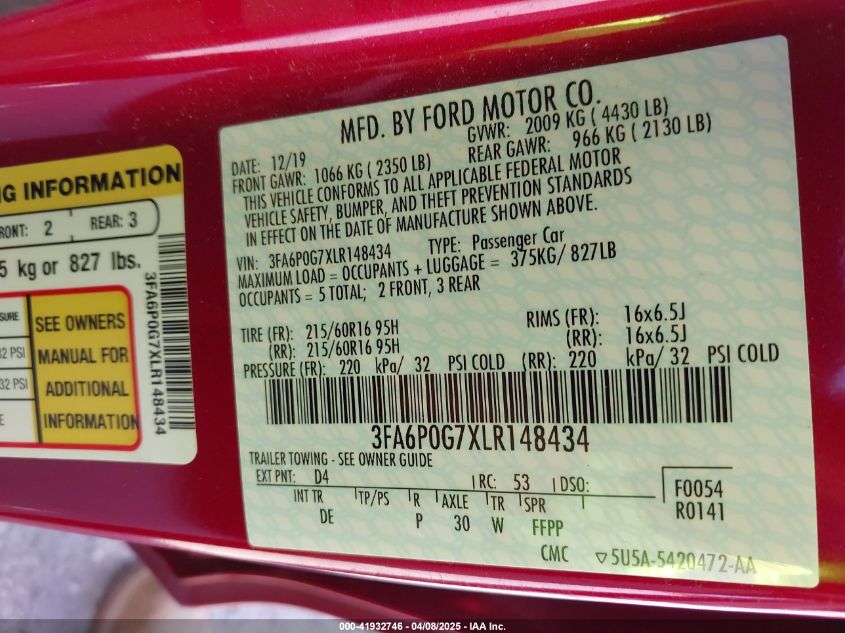 MFD. BY FORD MOTOR CO.
DATE: 12/19
GVWR: 2009 KG ( 4430 LB)
FRONT GAWR: 1066 KG ( 2350 LB)
REAR GAWR: 966 KG ( 2130 LB)
THIS VEHICLE CONFORMS TO ALL APPLICABLE FEDERAL MOTOR
VEHICLE SAFETY, BUMPER, AND THEFT PREVENTION STANDARDS
IN EFFECT ON THE DATE OF MANUFACTURE SHOWN ABOVE.
VIN: 3FA6P0G7XLR148434 TYPE: Passenger Car
MAXIMUM LOAD = OCCUPANTS + LUGGAGE = 375KG/ 827LB
OCCUPANTS = 5 TOTAL; 2 FRONT, 3 REAR
TIRE (FR): 215/60R16 95H RIMS (FR): 16x6.5J
(RR): 215/60R16 95H (RR): 16x6.5J
PRESSURE (FR): 220 kPa/ 32 PSI COLD (RR): 220 kPa/ 32 PSI COLD
3FA6P0G7XLR148434
TRAILER TOWING - SEE OWNER GUIDE
EXT PNT: D4 RC: 53 DSO:
F0054
R0141
INT TR TP/PS R AXLE TR SPR
DE P 30 W FFPP
CMC ▽5U5A-5420472-AA
INFORMATION
2 REAR: 3
kg or 827 lbs.
3FA6P0G7XLR148434
PSI
PSI
SEE OWNERS
MANUAL FOR
ADDITIONAL
INFORMATION
000-41932746 - 04/08/2025 - IAA Inc.